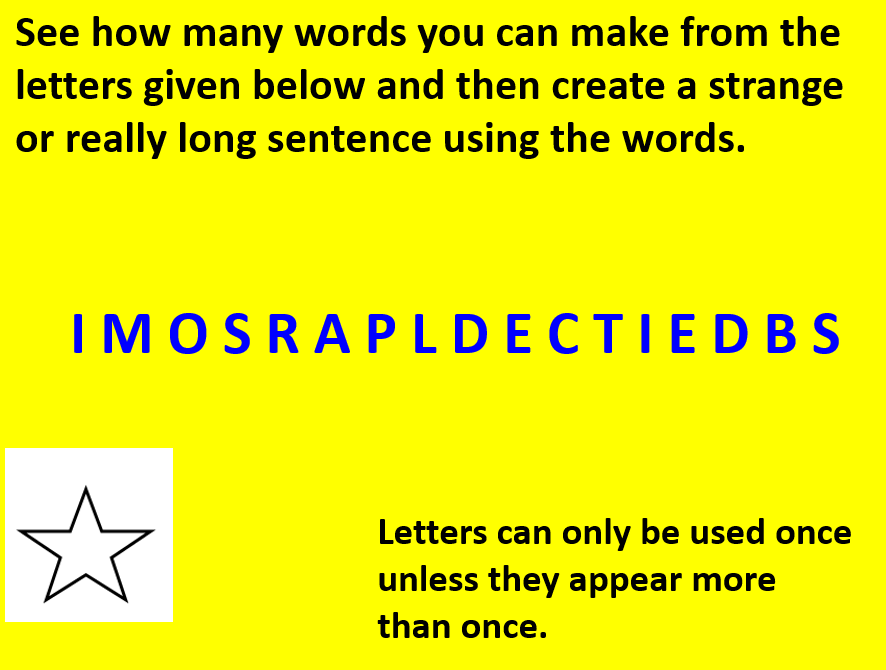 See how many words you can make from the
letters given below and then create a strange
or really long sentence using the words.
I M O S R A P L D E C T I E D B S
Letters can only be used once
unless they appear more
than once.